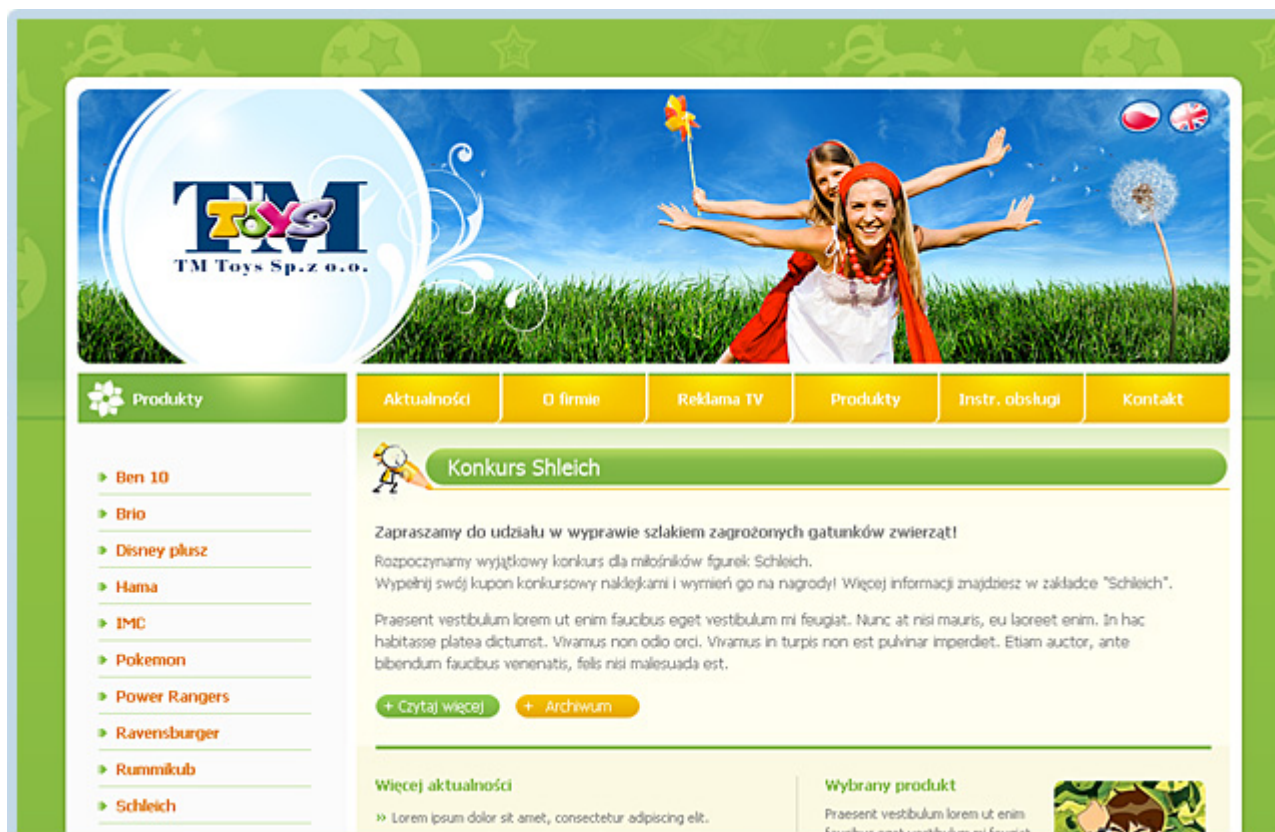 TM
TOYS
TM Toys Sp.z o.o.
Produkty
Aktualności
O firmie
Reklama TV
Produkty
Instr. obsługi
Kontakt
Ben 10
Brio
Disney plusz
Hama
IMC
Pokemon
Power Rangers
Ravensburger
Rummikub
Schleich
Konkurs Shleich
Zapraszamy do udziału w wyprawie szlakiem zagrożonych gatunków zwierząt!
Rozpoczynamy wyjątkowy konkurs dla miłośników fgurek Schleich.
Wypełnij swój kupon konkursowy naklejkami i wymień go na nagrody! Więcej informacji znajdziesz w zakładce "Schleich".
Praesent vestibulum lorem ut enim faucibus eget vestibulum mi feugiat. Nunc at nisi mauris, eu laoreet enim. In hac
habitasse platea dictumst. Vivamus non odio orci. Vivamus in turpis non est pulvinar imperdiet. Etiam auctor, ante
bibendum faucibus venenatis, felis nisi malesuada est.
+ Czytaj więcej
+ Archiwum
Więcej aktualności
» Lorem ipsum dolor sit amet, consectetur adipiscing elit.
Wybrany produkt
Praesent vestibulum lorem ut enim